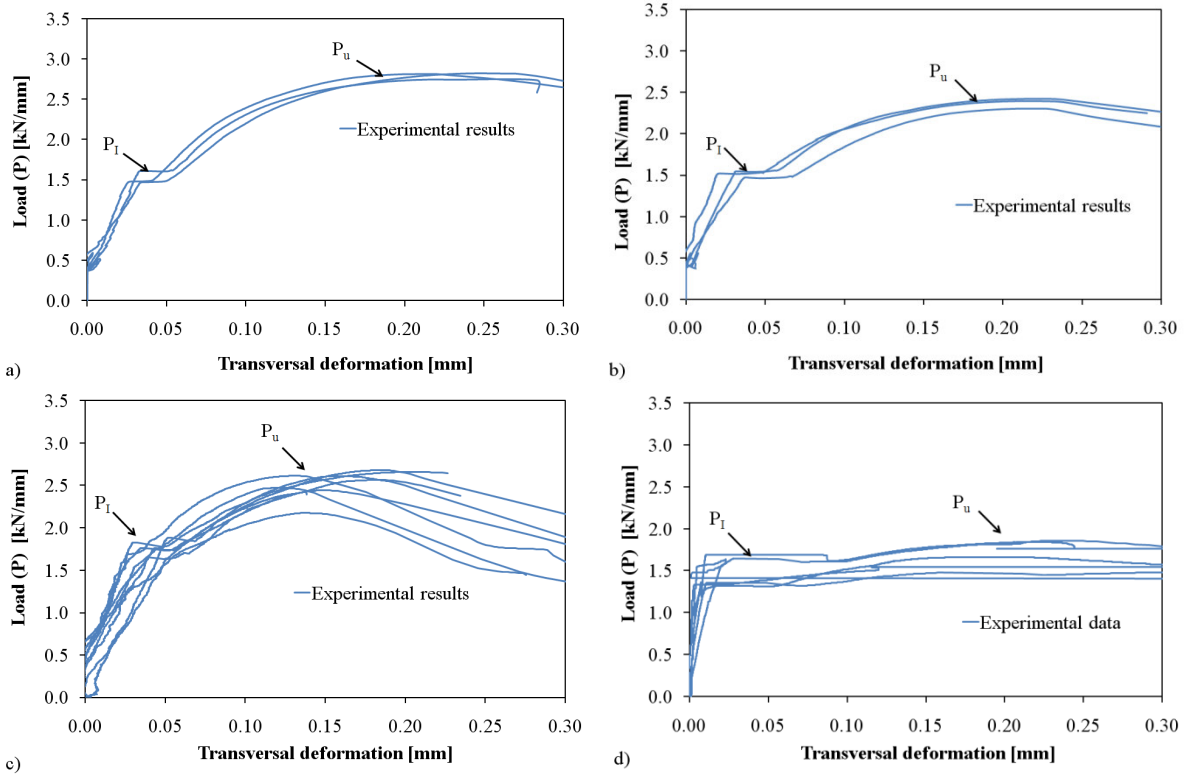 3.5
3.0
2.5
2.0
1.5
1.0
0.5
0.0
Load (P) [kN/mm]
Pu
PI
Experimental results
0.00 0.05 0.10 0.15 0.20 0.25 0.30
Transversal deformation [mm]
a)
3.5
3.0
2.5
2.0
1.5
1.0
0.5
0.0
Load (P) [kN/mm]
Pu
PI
Experimental results
0.00 0.05 0.10 0.15 0.20 0.25 0.30
Transversal deformation [mm]
b)
3.5
3.0
2.5
2.0
1.5
1.0
0.5
0.0
Load (P) [kN/mm]
Pu
PI
Experimental results
0.00 0.05 0.10 0.15 0.20 0.25 0.30
Transversal deformation [mm]
c)
3.5
3.0
2.5
2.0
1.5
1.0
0.5
0.0
Load (P) [kN/mm]
Pu
PI
Experimental data
0.00 0.05 0.10 0.15 0.20 0.25 0.30
Transversal deformation [mm]
d)